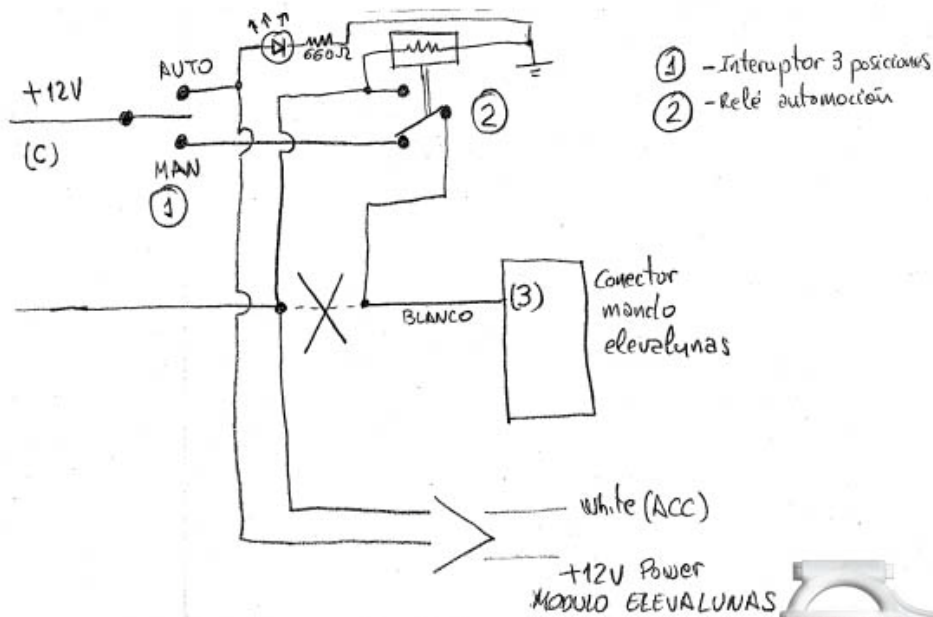 660Ω
AUTO
+12V
(C)
MAN
1
2
1 - Interuptor 3 posiciones
2 - Relé automoción
(3)
BLANCO
Conector
mando
elevalunas
White (ACC)
+12V Power
MODULO ELEVALUNAS